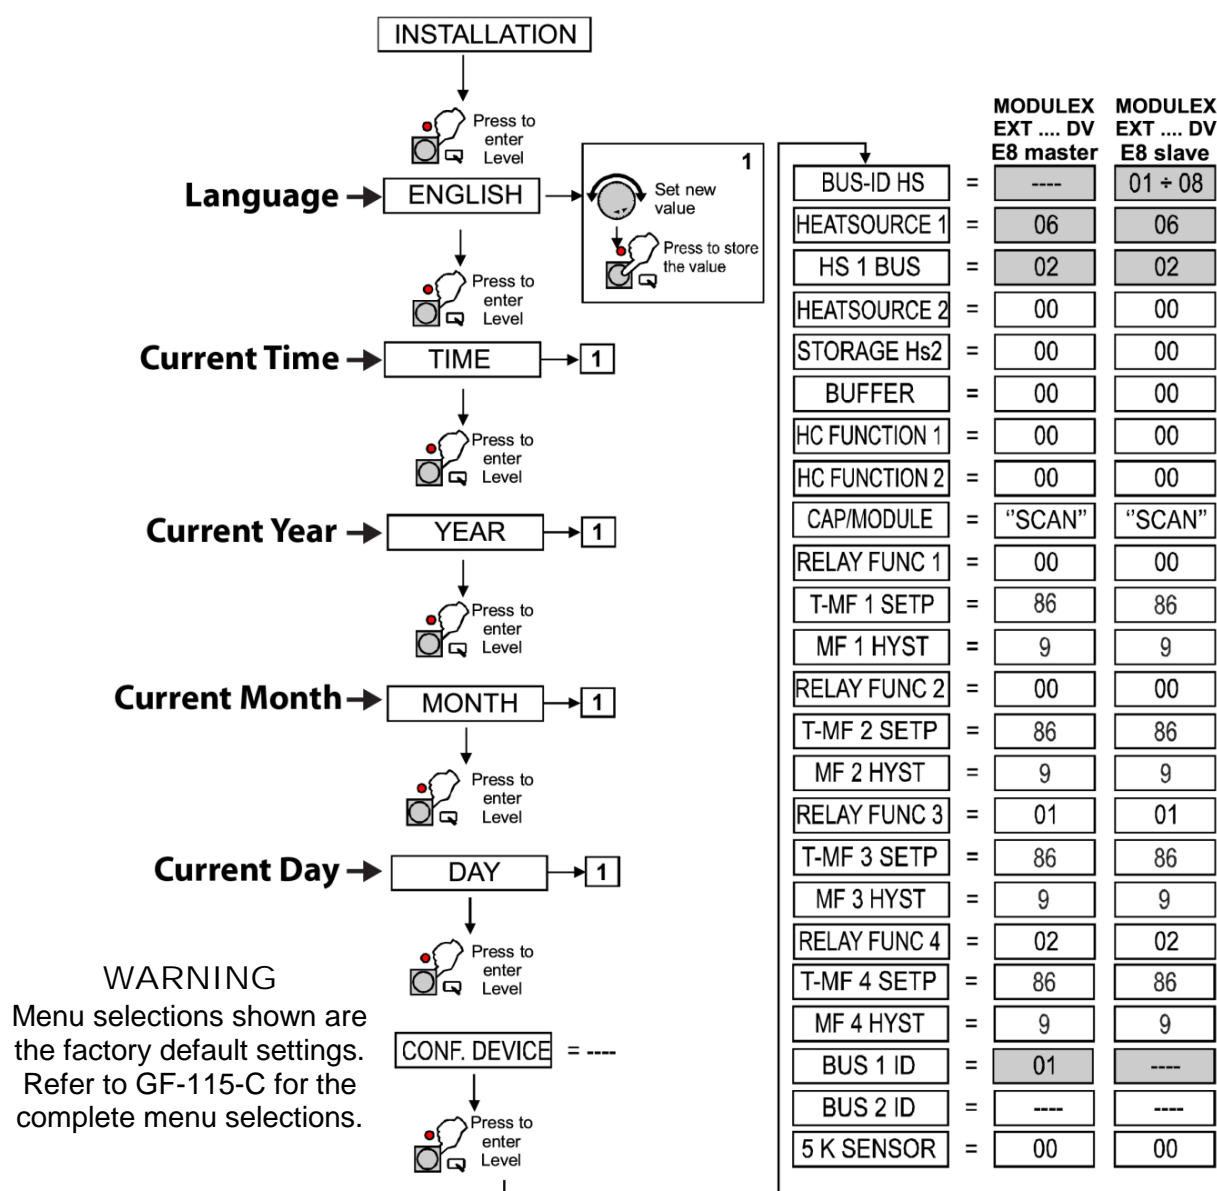 INSTALLATION
Press to
enter
Level
Language
ENGLISH
1
Set new
value
Press to store
the value
Press to
enter
Level
Current Time
TIME
1
Press to
enter
Level
Current Year
YEAR
1
Press to
enter
Level
Current Month
MONTH
1
Press to
enter
Level
Current Day
DAY
1
Press to
enter
Level
WARNING
Menu selections shown are
the factory default settings.
Refer to GF-115-C for the
complete menu selections.
CONF. DEVICE = ----
Press to
enter
Level
MODULEX
EXT .... DV
E8 master
MODULEX
EXT .... DV
E8 slave
BUS-ID HS = ---- 01 ÷ 08
HEATSOURCE 1 = 06 06
HS 1 BUS = 02 02
HEATSOURCE 2 = 00 00
STORAGE Hs2 = 00 00
BUFFER = 00 00
HC FUNCTION 1 = 00 00
HC FUNCTION 2 = 00 00
CAP/MODULE = ‘’SCAN” ‘’SCAN”
RELAY FUNC 1 = 00 00
T-MF 1 SETP = 86 86
MF 1 HYST = 9 9
RELAY FUNC 2 = 00 00
T-MF 2 SETP = 86 86
MF 2 HYST = 9 9
RELAY FUNC 3 = 01 01
T-MF 3 SETP = 86 86
MF 3 HYST = 9 9
RELAY FUNC 4 = 02 02
T-MF 4 SETP = 86 86
MF 4 HYST = 9 9
BUS 1 ID = 01 ----
BUS 2 ID = ---- ----
5 K SENSOR = 00 00